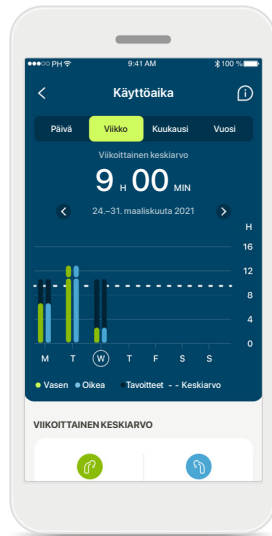 ●●●○○ PH 9:41 AM 100 %
Käyttöaika
Päivä Viikko Kuukausi Vuosi
Viikoittainen keskiarvo
9 H 00 MIN
24.–31. maaliskuuta 2021
H
16
12
8
4
0
M T W T F S S
Vasen Oikea Tavoitteet - - Keskiarvo
VIIKOITTAINEN KESKIARVO